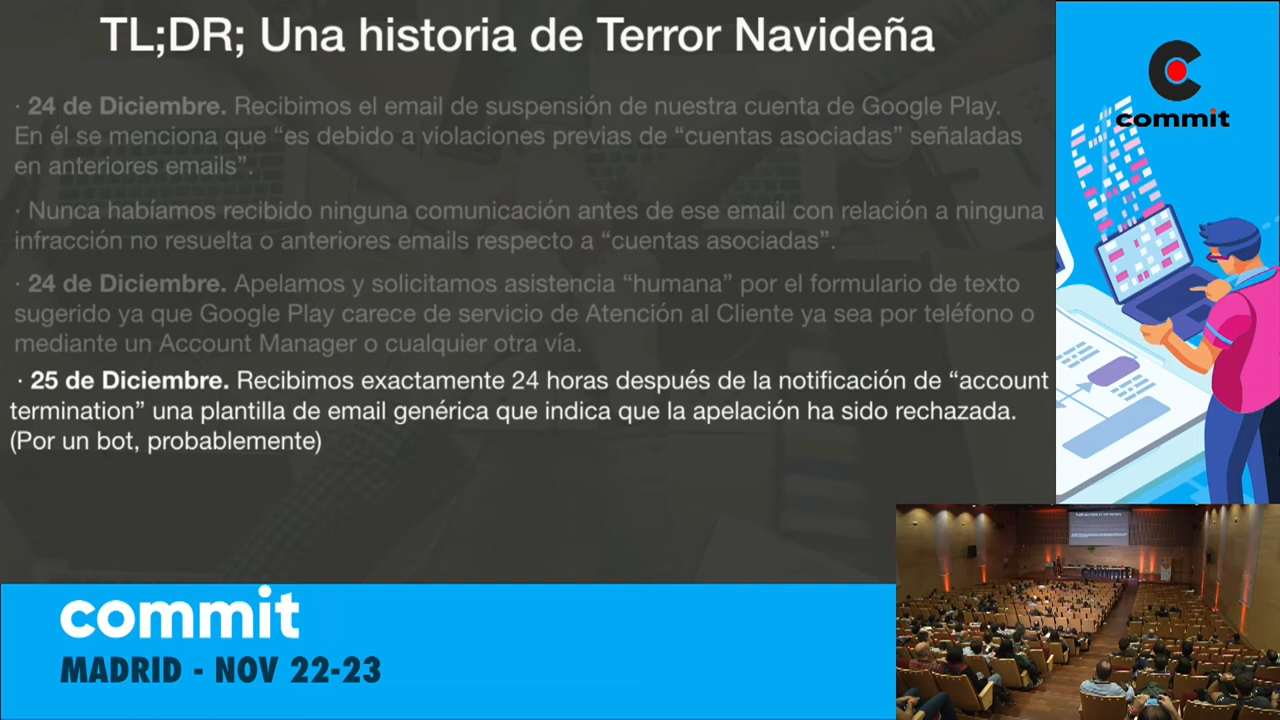 TL;DR; Una historia de Terror Navideña
· 24 de Diciembre. Recibimos el email de suspensión de nuestra cuenta de Google Play.
En él se menciona que “es debido a violaciones previas de “cuentas asociadas” señaladas
en anteriores emails”.
· Nunca habíamos recibido ninguna comunicación antes de ese email con relación a ninguna
infracción no resuelta o anteriores emails respecto a “cuentas asociadas”.
· 24 de Diciembre. Apelamos y solicitamos asistencia “humana” por el formulario de texto
sugerido ya que Google Play carece de servicio de Atención al Cliente ya sea por teléfono o
mediante un Account Manager o cualquier otra vía.
· 25 de Diciembre. Recibimos exactamente 24 horas después de la notificación de “account
termination” una plantilla de email genérica que indica que la apelación ha sido rechazada.
(Por un bot, probablemente)
commit
commit
MADRID - NOV 22-23